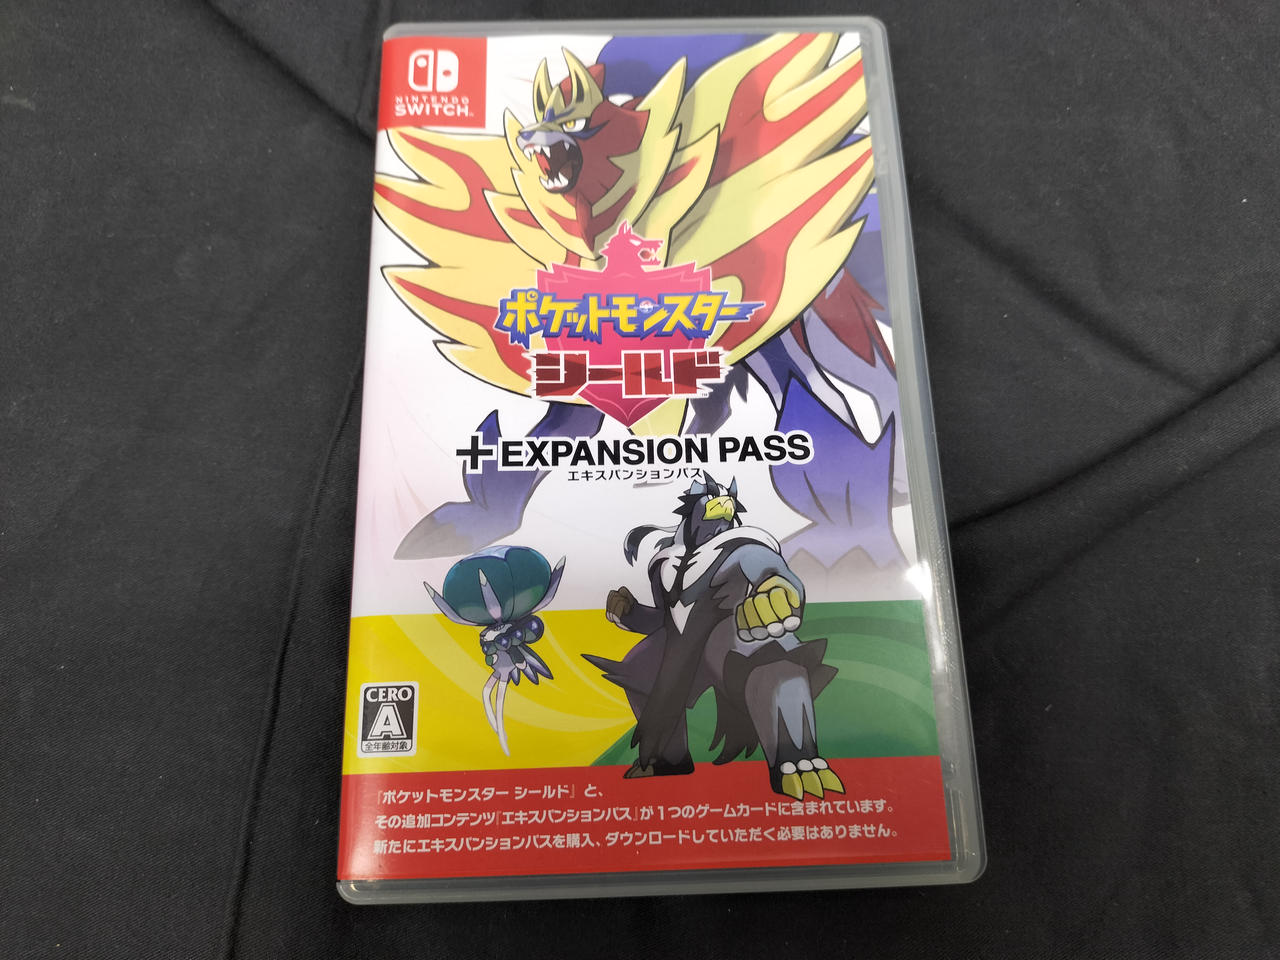 NINTENDO
SWITCH™
ポケットモンスター
シールド™
+EXPANSION PASS
エキスパンションパス
CERO
A
全年齢対象
『ポケットモンスター シールド』と、
その追加コンテンツ『エキスパンションパス』が1つのゲームカードに含まれています。
新たにエキスパンションパスを購入、ダウンロードしていただく必要はありません。